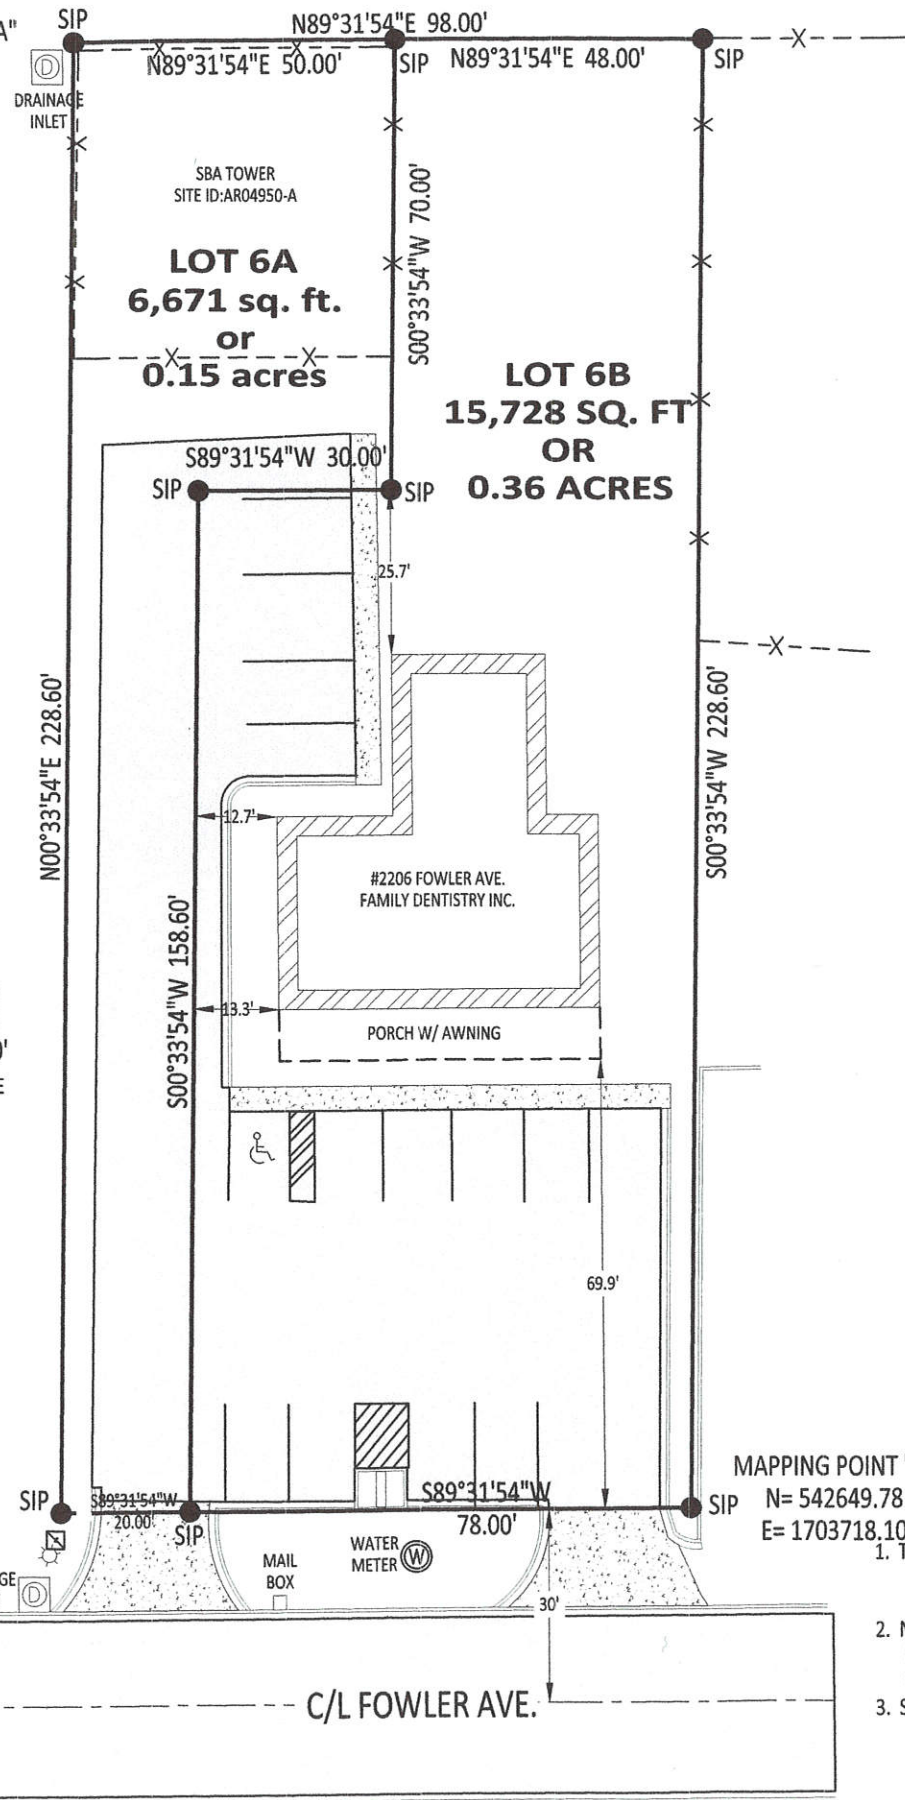 A"
SIP
N89°31'54"E 98.00'
N89°31'54"E 50.00'
SIP
N89°31'54"E 48.00'
SIP
D
DRAINAGE
INLET
SBA TOWER
SITE ID:AR04950-A
LOT 6A
6,671 sq. ft.
or
0.15 acres
S00°33'54"W 70.00'
LOT 6B
15,728 SQ. FT
OR
0.36 ACRES
S89°31'54"W 30.00'
SIP
SIP
25.7'
N00°33'54"E 228.60'
S00°33'54"W 228.60'
12.7'
#2206 FOWLER AVE.
FAMILY DENTISTRY INC.
S00°33'54"W 158.60'
13.3'
PORCH W/ AWNING
0'
E
69.9'
MAPPING POINT
N= 542649.78
E= 1703718.10
SIP
S89°31'54"W
20.00'
SIP
S89°31'54"W
78.00'
SIP
WATER
METER
W
MAIL
BOX
GE
D
30'
1. T
2. N
3. S
C/L FOWLER AVE.